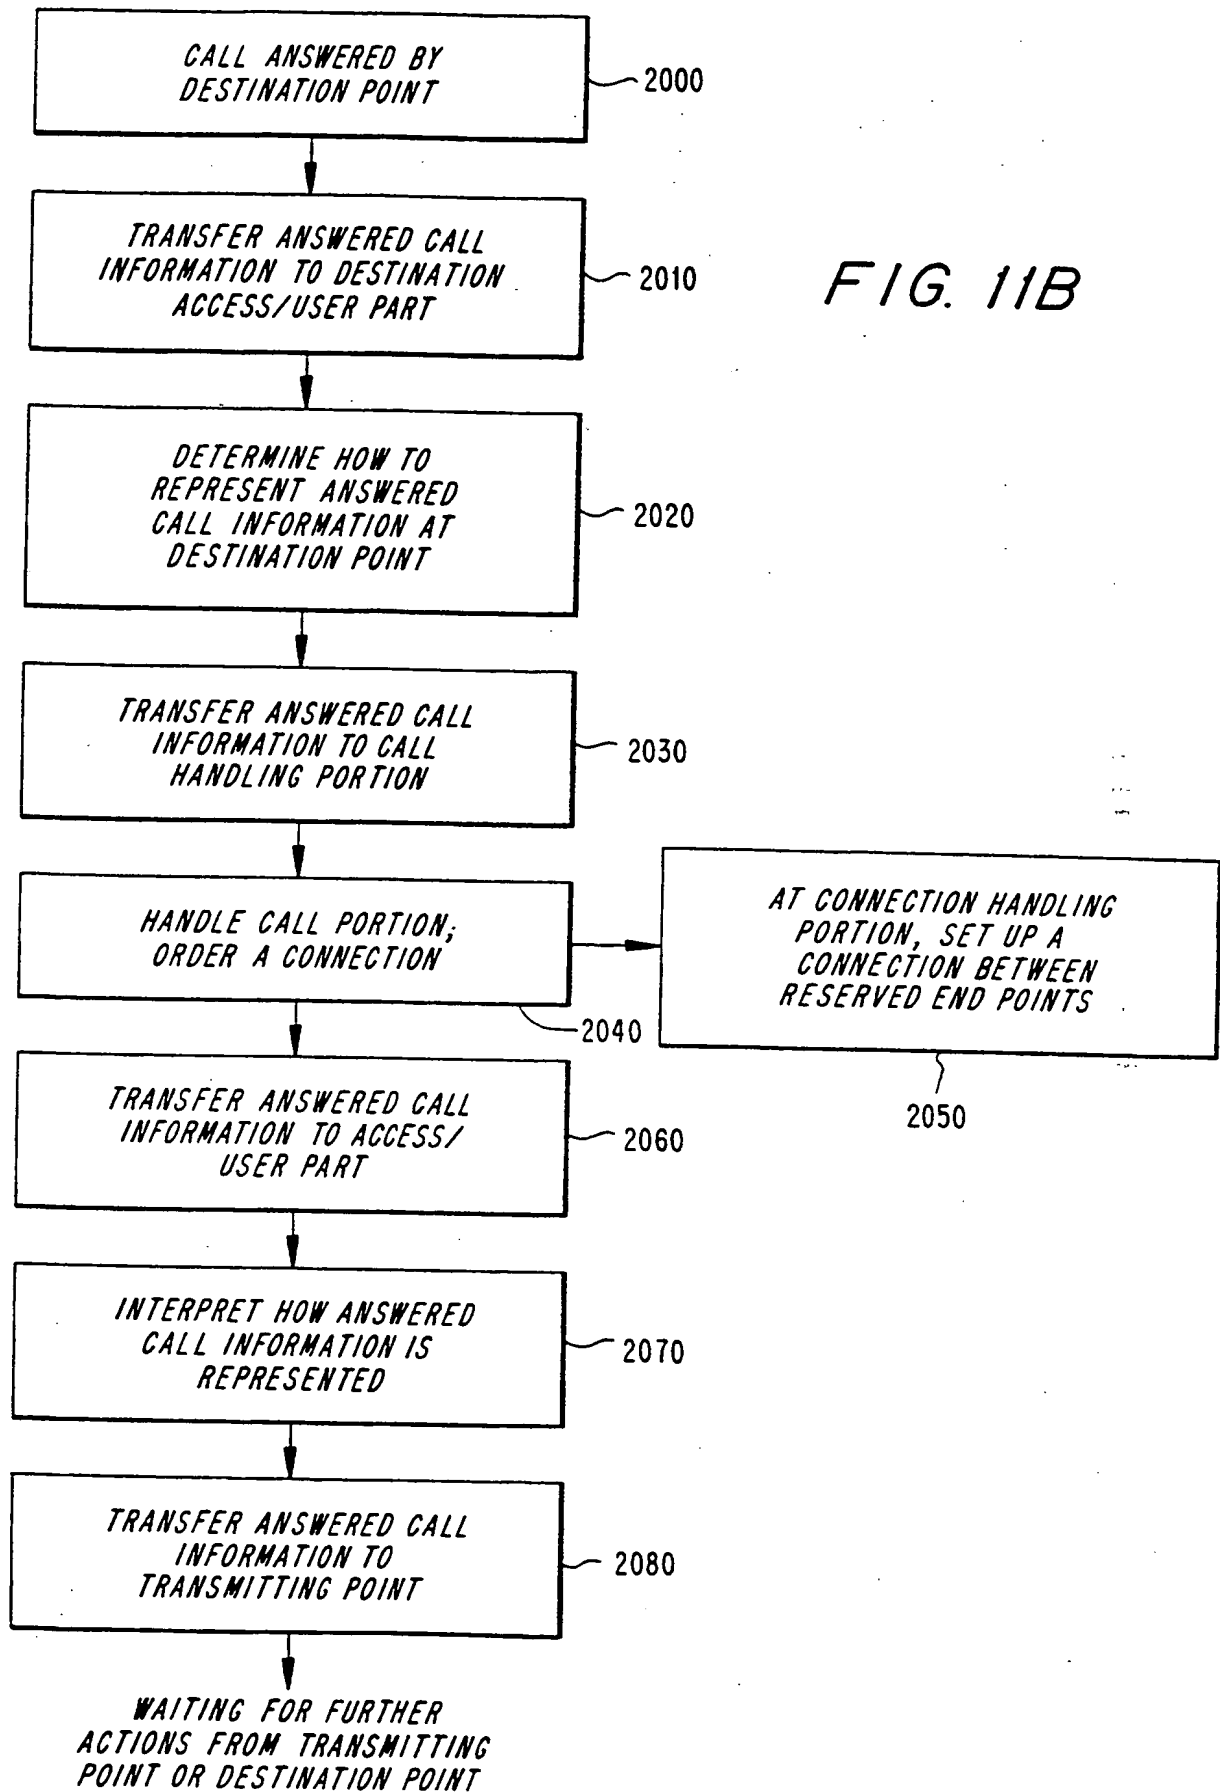 CALL ANSWERED BY
DESTINATION POINT
2000
TRANSFER ANSWERED CALL
INFORMATION TO DESTINATION
ACCESS/USER PART
2010
FIG. 11B
DETERMINE HOW TO
REPRESENT ANSWERED
CALL INFORMATION AT
DESTINATION POINT
2020
TRANSFER ANSWERED CALL
INFORMATION TO CALL
HANDLING PORTION
2030
HANDLE CALL PORTION;
ORDER A CONNECTION
2040
AT CONNECTION HANDLING
PORTION, SET UP A
CONNECTION BETWEEN
RESERVED END POINTS
2050
TRANSFER ANSWERED CALL
INFORMATION TO ACCESS/
USER PART
2060
INTERPRET HOW ANSWERED
CALL INFORMATION IS
REPRESENTED
2070
TRANSFER ANSWERED CALL
INFORMATION TO
TRANSMITTING POINT
2080
WAITING FOR FURTHER
ACTIONS FROM TRANSMITTING
POINT OR DESTINATION POINT